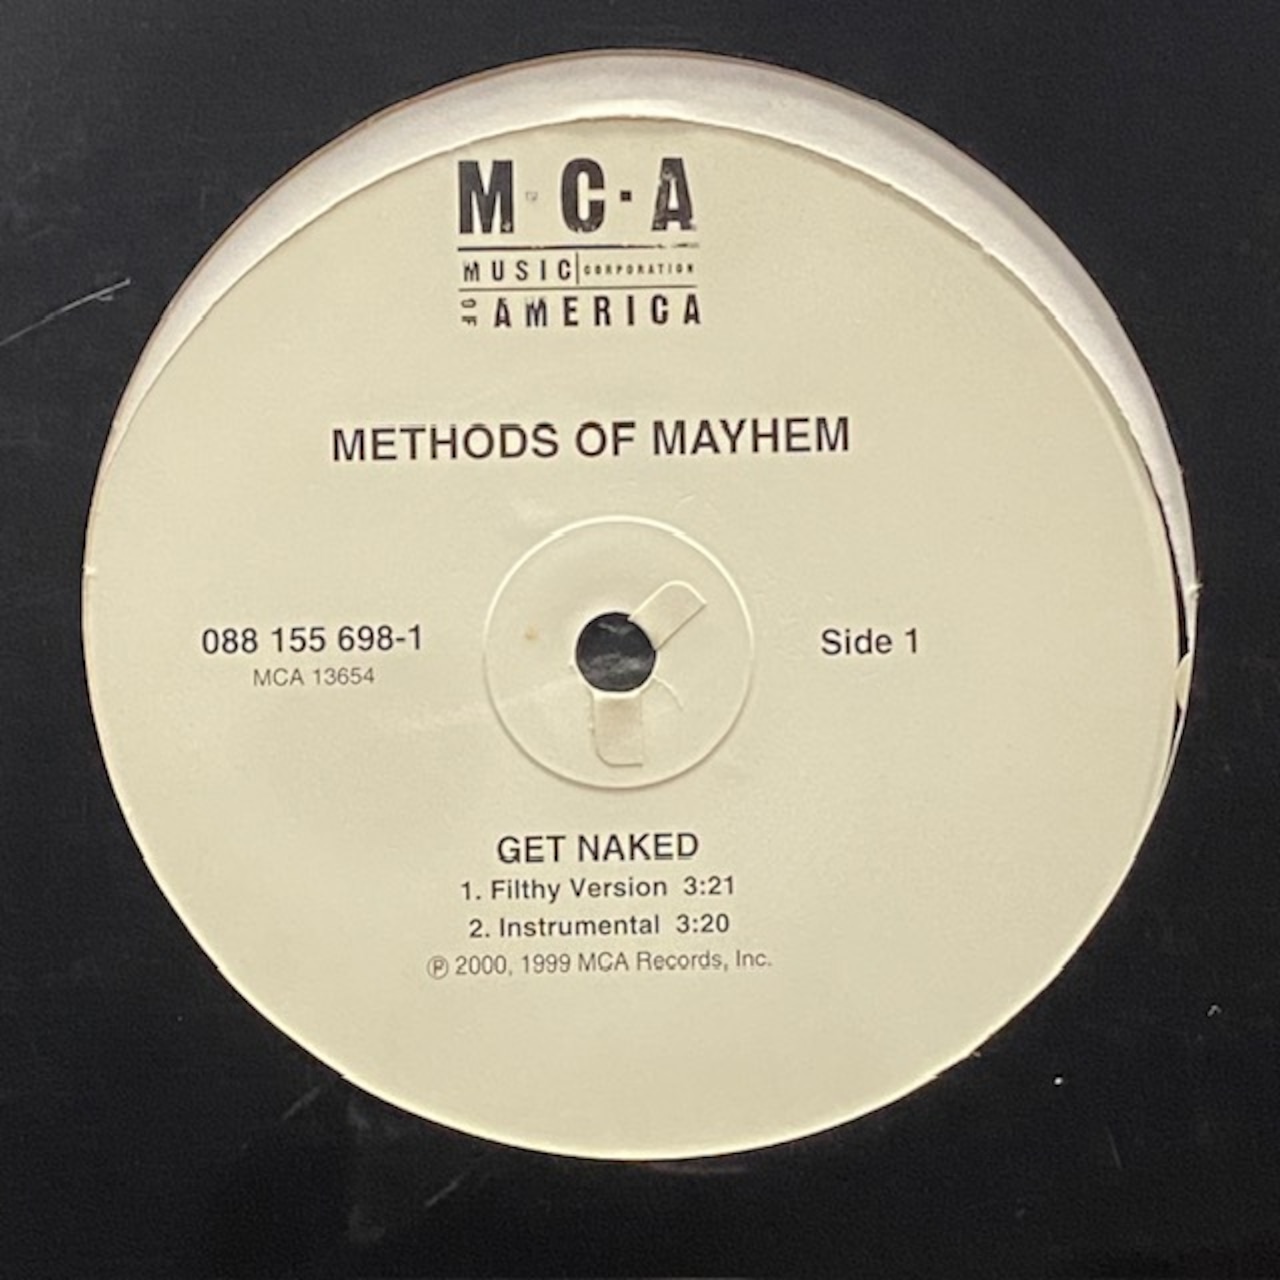 M·C·A
MUSIC CORPORATION
OF AMERICA
METHODS OF MAYHEM
088 155 698-1
MCA 13654
Side 1
GET NAKED
1. Filthy Version 3:21
2. Instrumental 3:20
℗ 2000, 1999 MCA Records, Inc.